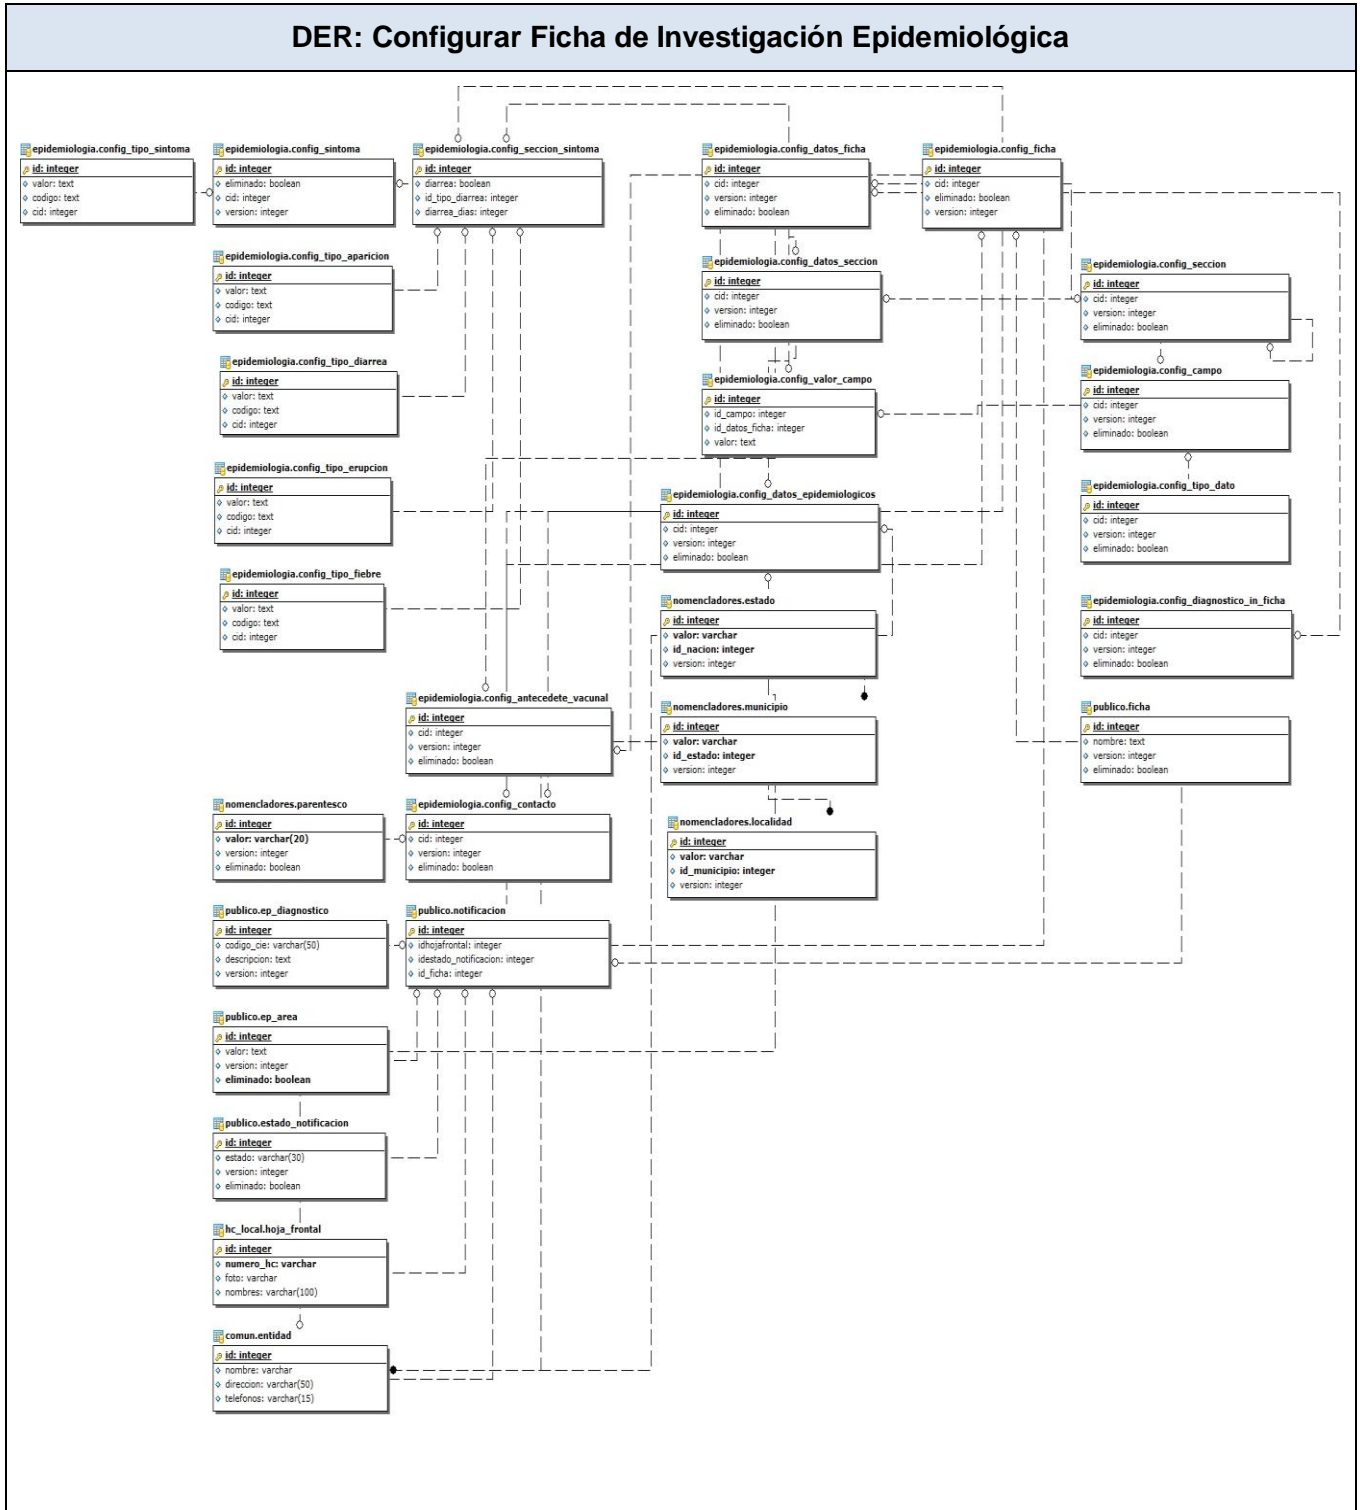 DER: Configurar Ficha de Investigación Epidemiológica
epidemiologia.config_tipo_sintoma
id: integer
valor: text
codigo: text
cid: integer
epidemiologia.config_sintoma
id: integer
eliminado: boolean
cid: integer
version: integer
epidemiologia.config_seccion_sintoma
id: integer
diarrea: boolean
id_tipo_diarrea: integer
diarrea_dias: integer
epidemiologia.config_datos_ficha
id: integer
cid: integer
version: integer
eliminado: boolean
epidemiologia.config_ficha
id: integer
cid: integer
eliminado: boolean
version: integer
epidemiologia.config_tipo_aparicion
id: integer
valor: text
codigo: text
cid: integer
epidemiologia.config_datos_seccion
id: integer
cid: integer
version: integer
eliminado: boolean
epidemiologia.config_seccion
id: integer
cid: integer
version: integer
eliminado: boolean
epidemiologia.config_tipo_diarrea
id: integer
valor: text
codigo: text
cid: integer
epidemiologia.config_valor_campo
id: integer
id_campo: integer
id_datos_ficha: integer
valor: text
epidemiologia.config_campo
id: integer
cid: integer
version: integer
eliminado: boolean
epidemiologia.config_tipo_erupcion
id: integer
valor: text
codigo: text
cid: integer
epidemiologia.config_datos_epidemiologicos
id: integer
cid: integer
version: integer
eliminado: boolean
epidemiologia.config_tipo_dato
id: integer
cid: integer
version: integer
eliminado: boolean
epidemiologia.config_tipo_fiebre
id: integer
valor: text
codigo: text
cid: integer
nomencladores.estado
id: integer
valor: varchar
id_nacion: integer
version: integer
epidemiologia.config_diagnostico_in_ficha
id: integer
cid: integer
version: integer
eliminado: boolean
epidemiologia.config_antecedete_vacunal
id: integer
cid: integer
version: integer
eliminado: boolean
nomencladores.municipio
id: integer
valor: varchar
id_estado: integer
version: integer
publico.ficha
id: integer
nombre: text
version: integer
eliminado: boolean
nomencladores.parentesco
id: integer
valor: varchar(20)
version: integer
eliminado: boolean
epidemiologia.config_contacto
id: integer
cid: integer
version: integer
eliminado: boolean
nomencladores.localidad
id: integer
valor: varchar
id_municipio: integer
version: integer
publico.ep_diagnostico
id: integer
codigo_cie: varchar(50)
descripcion: text
version: integer
publico.notificacion
id: integer
idhojafrontal: integer
idestado_notificacion: integer
id_ficha: integer
publico.ep_area
id: integer
valor: text
version: integer
eliminado: boolean
publico.estado_notificacion
id: integer
estado: varchar(30)
version: integer
eliminado: boolean
hc_local.hoja_frontal
id: integer
numero_hc: varchar
foto: varchar
nombres: varchar(100)
comun.entidad
id: integer
nombre: varchar
direccion: varchar(50)
telefonos: varchar(15)